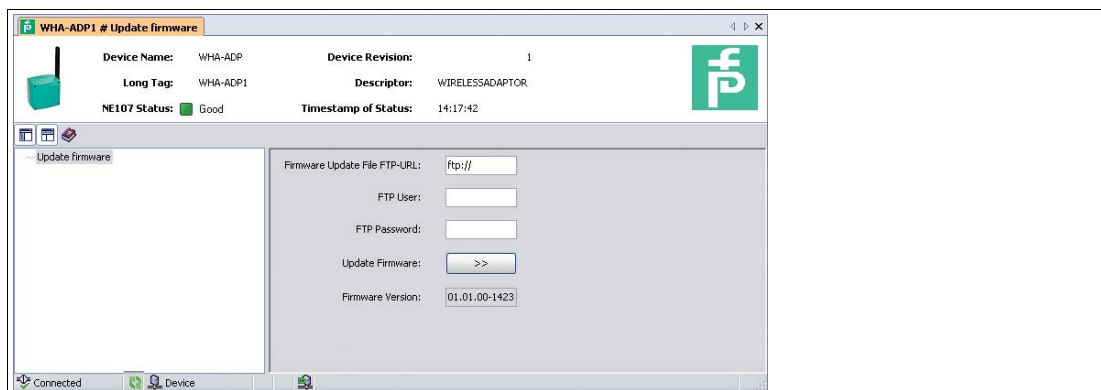 WHA-ADP1 # Update firmware
Device Name: WHA-ADP Device Revision: 1
Long Tag: WHA-ADP1 Descriptor: WIRELESSADAPTOR
NE107 Status: Good Timestamp of Status: 14:17:42
Update firmware
Firmware Update File FTP-URL: ftp://
FTP User:
FTP Password:
Update Firmware: >>
Firmware Version: 01.01.00-1423
Connected Device